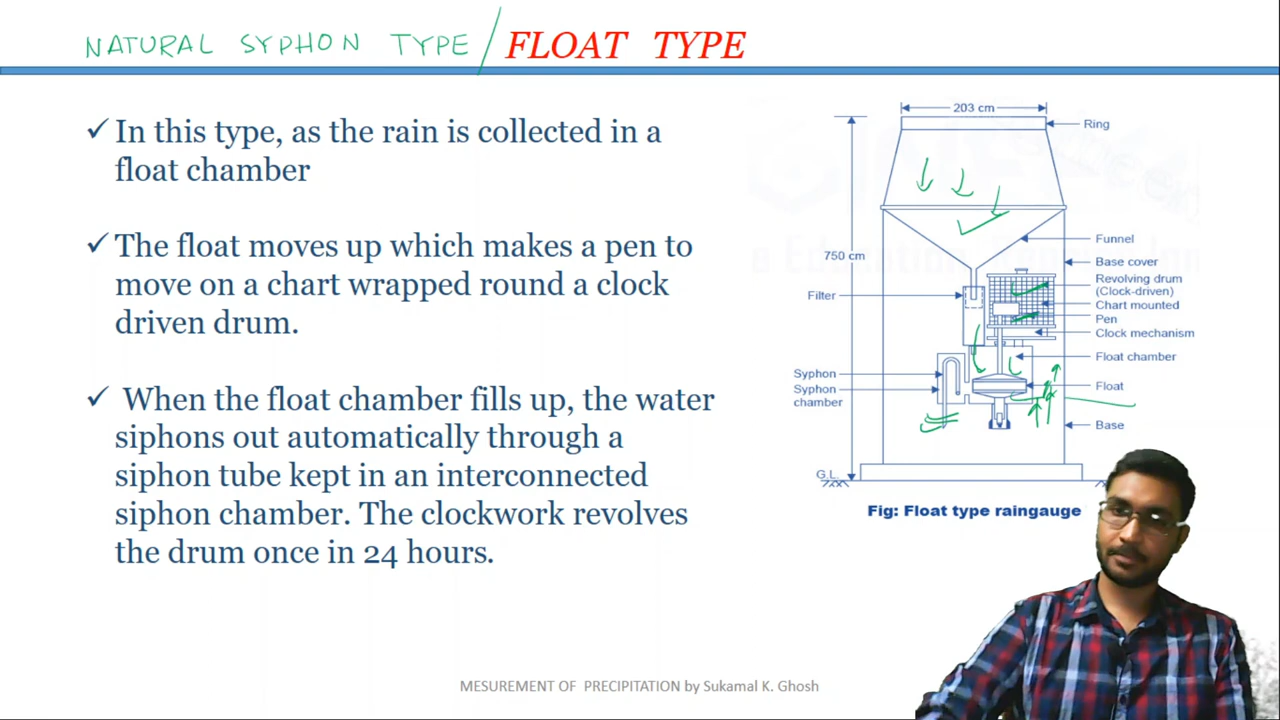 NATURAL SYPHON TYPE / FLOAT TYPE
✓ In this type, as the rain is collected in a
float chamber
✓ The float moves up which makes a pen to
move on a chart wrapped round a clock
driven drum.
✓ When the float chamber fills up, the water
siphons out automatically through a
siphon tube kept in an interconnected
siphon chamber. The clockwork revolves
the drum once in 24 hours.
203 cm
Ring
750 cm
Funnel
Base cover
Revolving drum
(Clock-driven)
Filter
Chart mounted
Pen
Clock mechanism
Float chamber
Syphon
Syphon
chamber
Float
Base
G.L.
Fig: Float type raingauge
MESUREMENT OF PRECIPITATION by Sukamal K. Ghosh